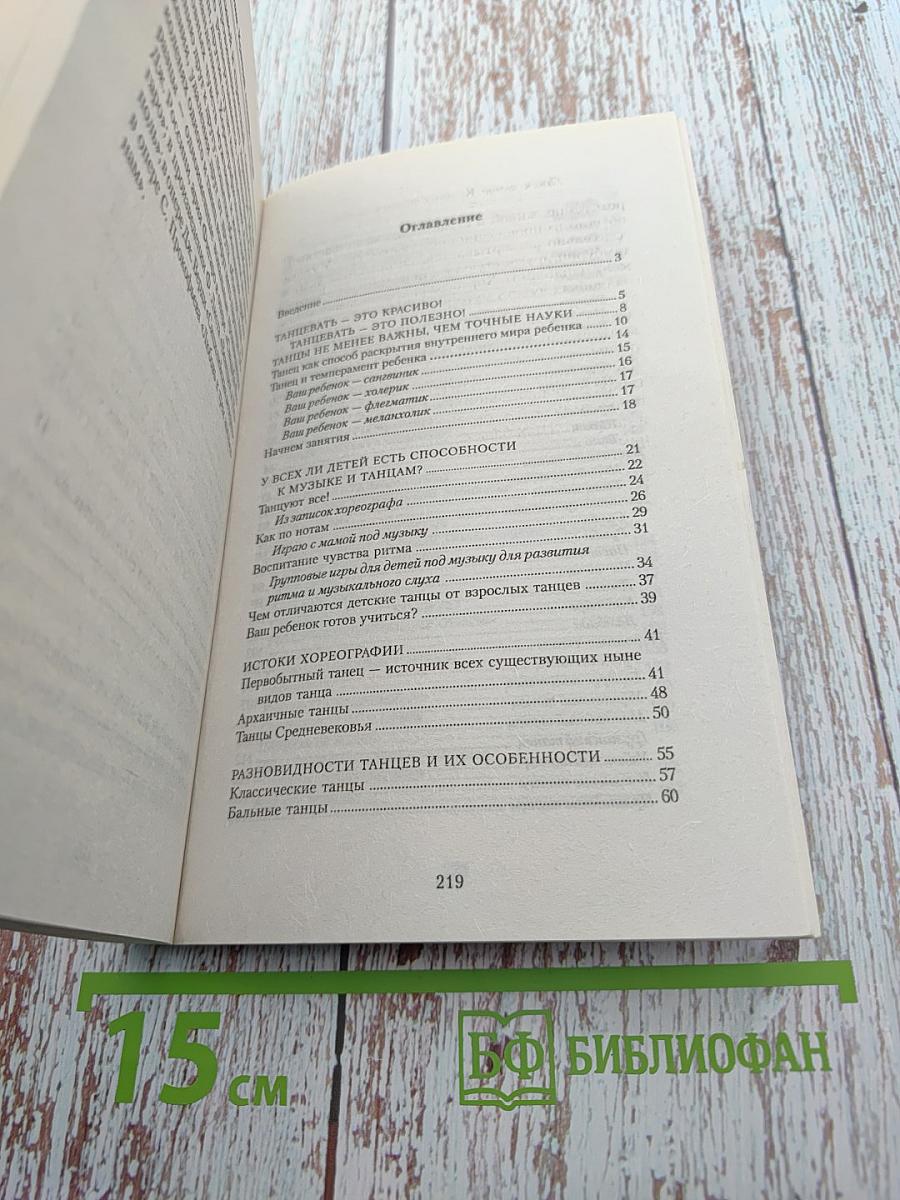 Оглавление
Введение ........ 3
ТАНЦЕВАТЬ — ЭТО КРАСИВО!
ТАНЦЕВАТЬ — ЭТО ПОЛЕЗНО! ........ 5
ТАНЦЫ НЕ МЕНЕЕ ВАЖНЫ, ЧЕМ ТОЧНЫЕ НАУКИ ........ 8
Танец как способ раскрытия внутреннего мира ребенка ........ 10
Танец и темперамент ребенка ........ 14
Ваш ребенок — сангвиник ........ 15
Ваш ребенок — холерик ........ 16
Ваш ребенок — флегматик ........ 17
Ваш ребенок — меланхолик ........ 17
Начнем занятия ........ 18
У ВСЕХ ЛИ ДЕТЕЙ ЕСТЬ СПОСОБНОСТИ
К МУЗЫКЕ И ТАНЦАМ? ........ 21
Танцуют все! ........ 22
Из записок хореографа ........ 24
Как по нотам ........ 26
Играю с мамой под музыку ........ 29
Воспитание чувства ритма ........ 31
Групповые игры для детей под музыку для развития
ритма и музыкального слуха ........ 34
Чем отличаются детские танцы от взрослых танцев ........ 37
Ваш ребенок готов учиться? ........ 39
ИСТОКИ ХОРЕОГРАФИИ ........ 41
Первобытный танец — источник всех существующих ныне
видов танца ........ 41
Архаичные танцы ........ 48
Танцы Средневековья ........ 50
РАЗНОВИДНОСТИ ТАНЦЕВ И ИХ ОСОБЕННОСТИ ........ 55
Классические танцы ........ 57
Бальные танцы ........ 60
219
15 см
БФ БИБЛИОФАН